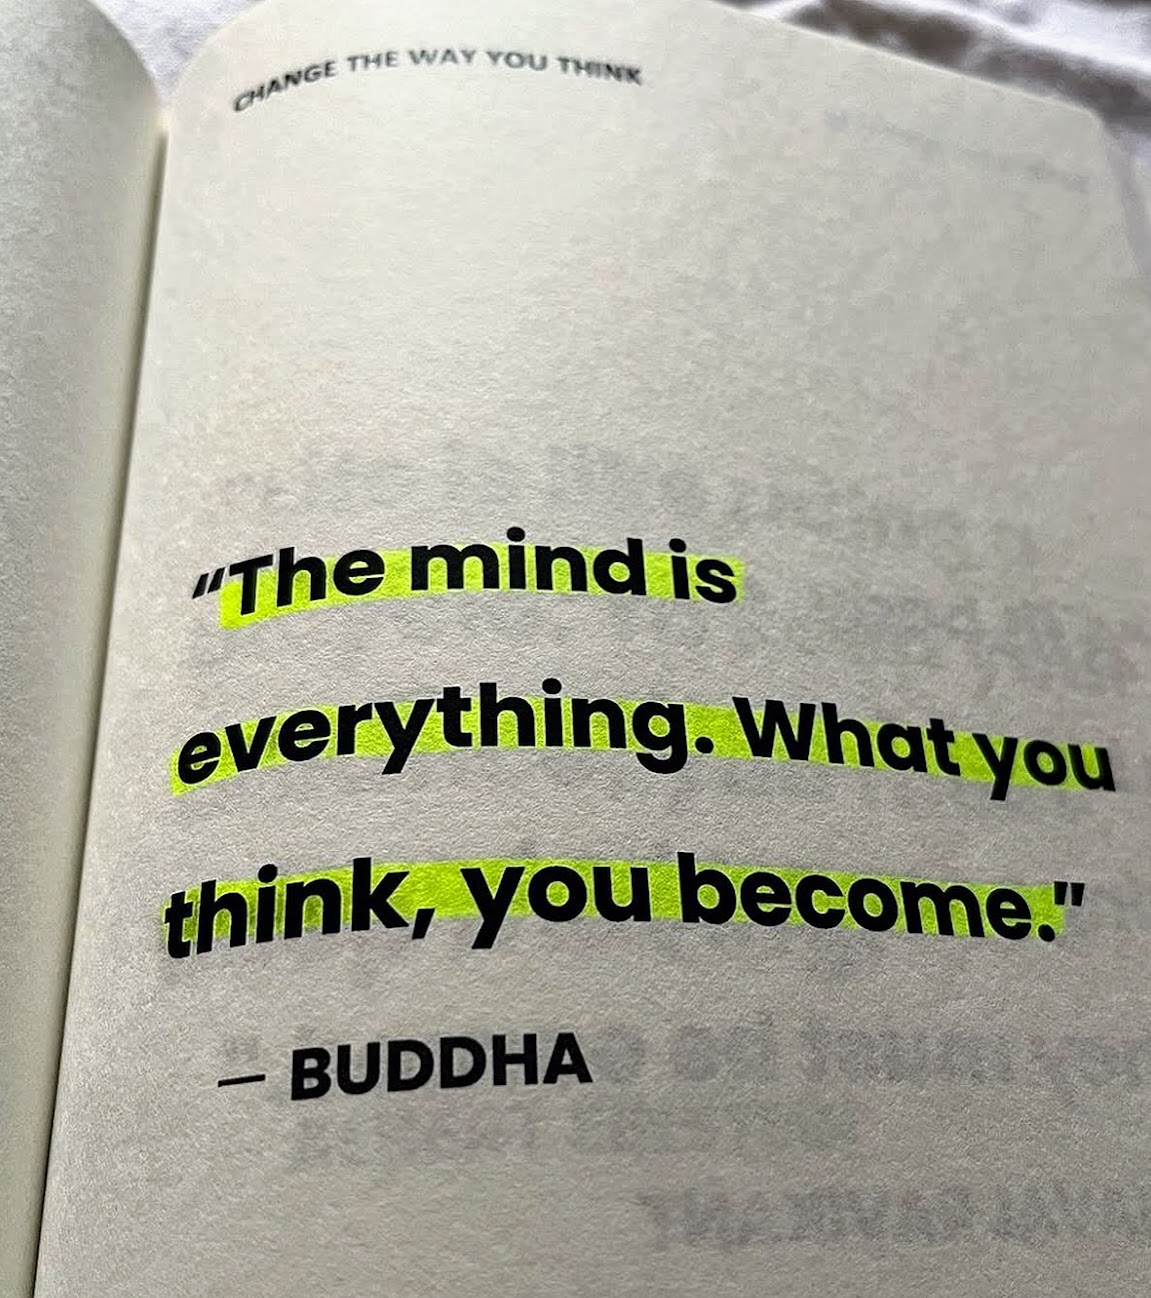 CHANGE THE WAY YOU THINK
"The mind is
everything. What you
think, you become."
— BUDDHA